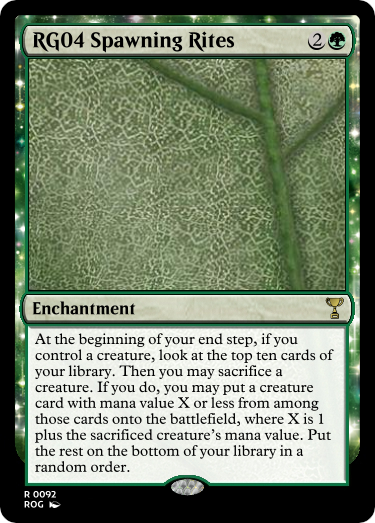 RG04 Spawning Rites 2
Enchantment
At the beginning of your end step, if you
control a creature, look at the top ten cards of
your library. Then you may sacrifice a
creature. If you do, you may put a creature
card with mana value X or less from among
those cards onto the battlefield, where X is 1
plus the sacrificed creature's mana value. Put
the rest on the bottom of your library in a
random order.
R 0092
ROG